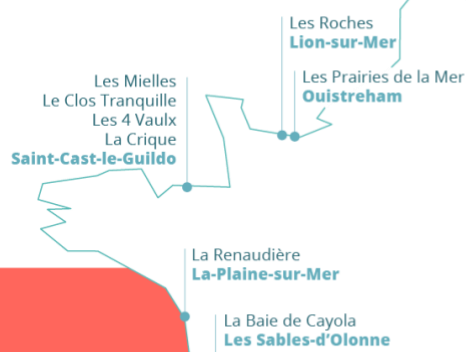 Les Roches
Lion-sur-Mer
Les Prairies de la Mer
Ouistreham
Les Mielles
Le Clos Tranquille
Les 4 Vaulx
La Crique
Saint-Cast-le-Guildo
La Renaudière
La-Plaine-sur-Mer
La Baie de Cayola
Les Sables-d’Olonne